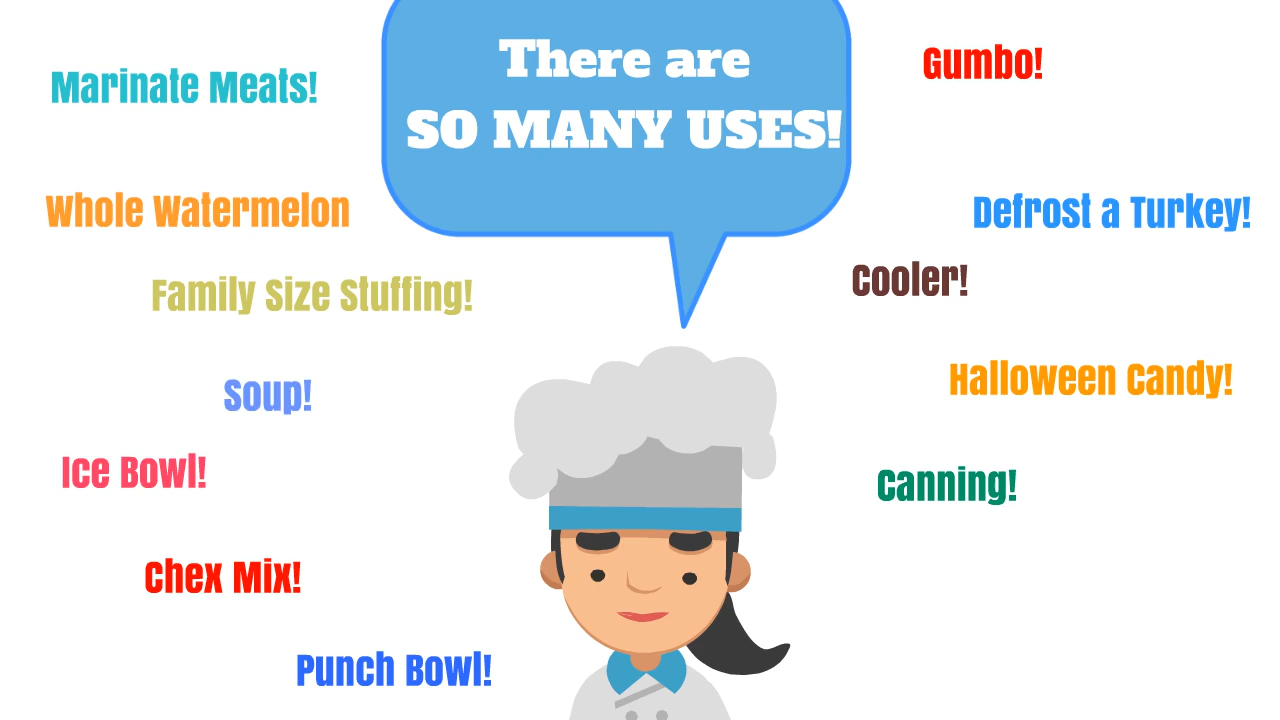 There are
SO MANY USES!
Marinate Meats!
Whole Watermelon
Family Size Stuffing!
Soup!
Ice Bowl!
Chex Mix!
Punch Bowl!
Gumbo!
Defrost a Turkey!
Cooler!
Halloween Candy!
Canning!